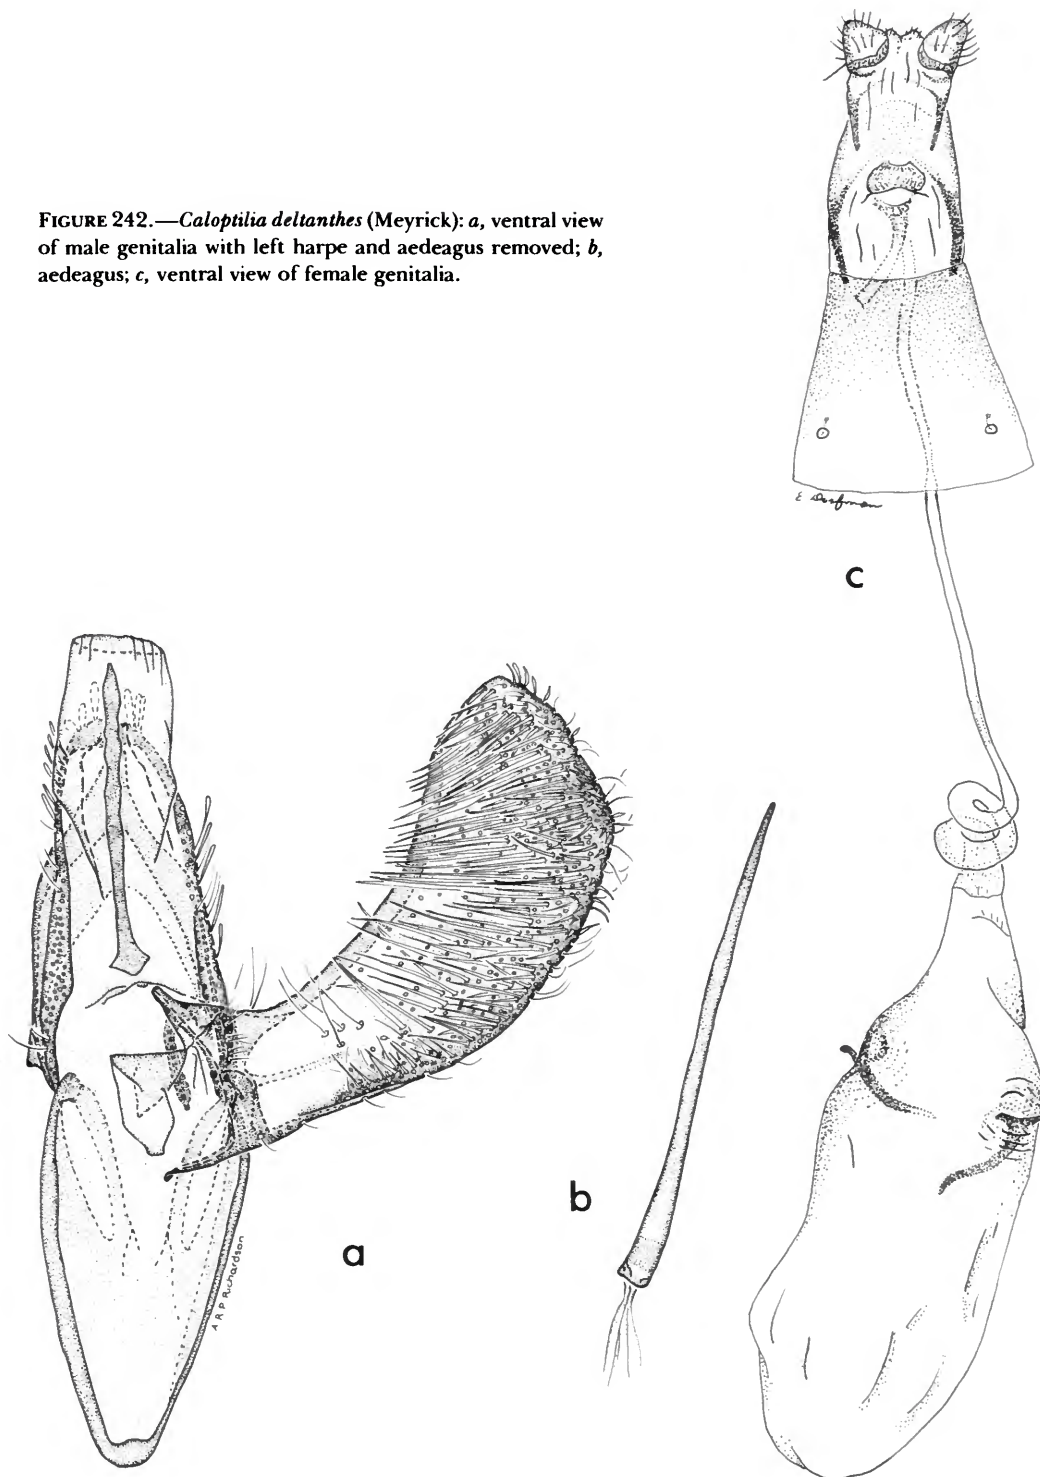 FIGURE 242.—Caloptilia deltanthes (Meyrick): a, ventral view
of male genitalia with left harpe and aedeagus removed; b,
aedeagus; c, ventral view of female genitalia.
E Dorfman
c
b
a
A R P Richardson